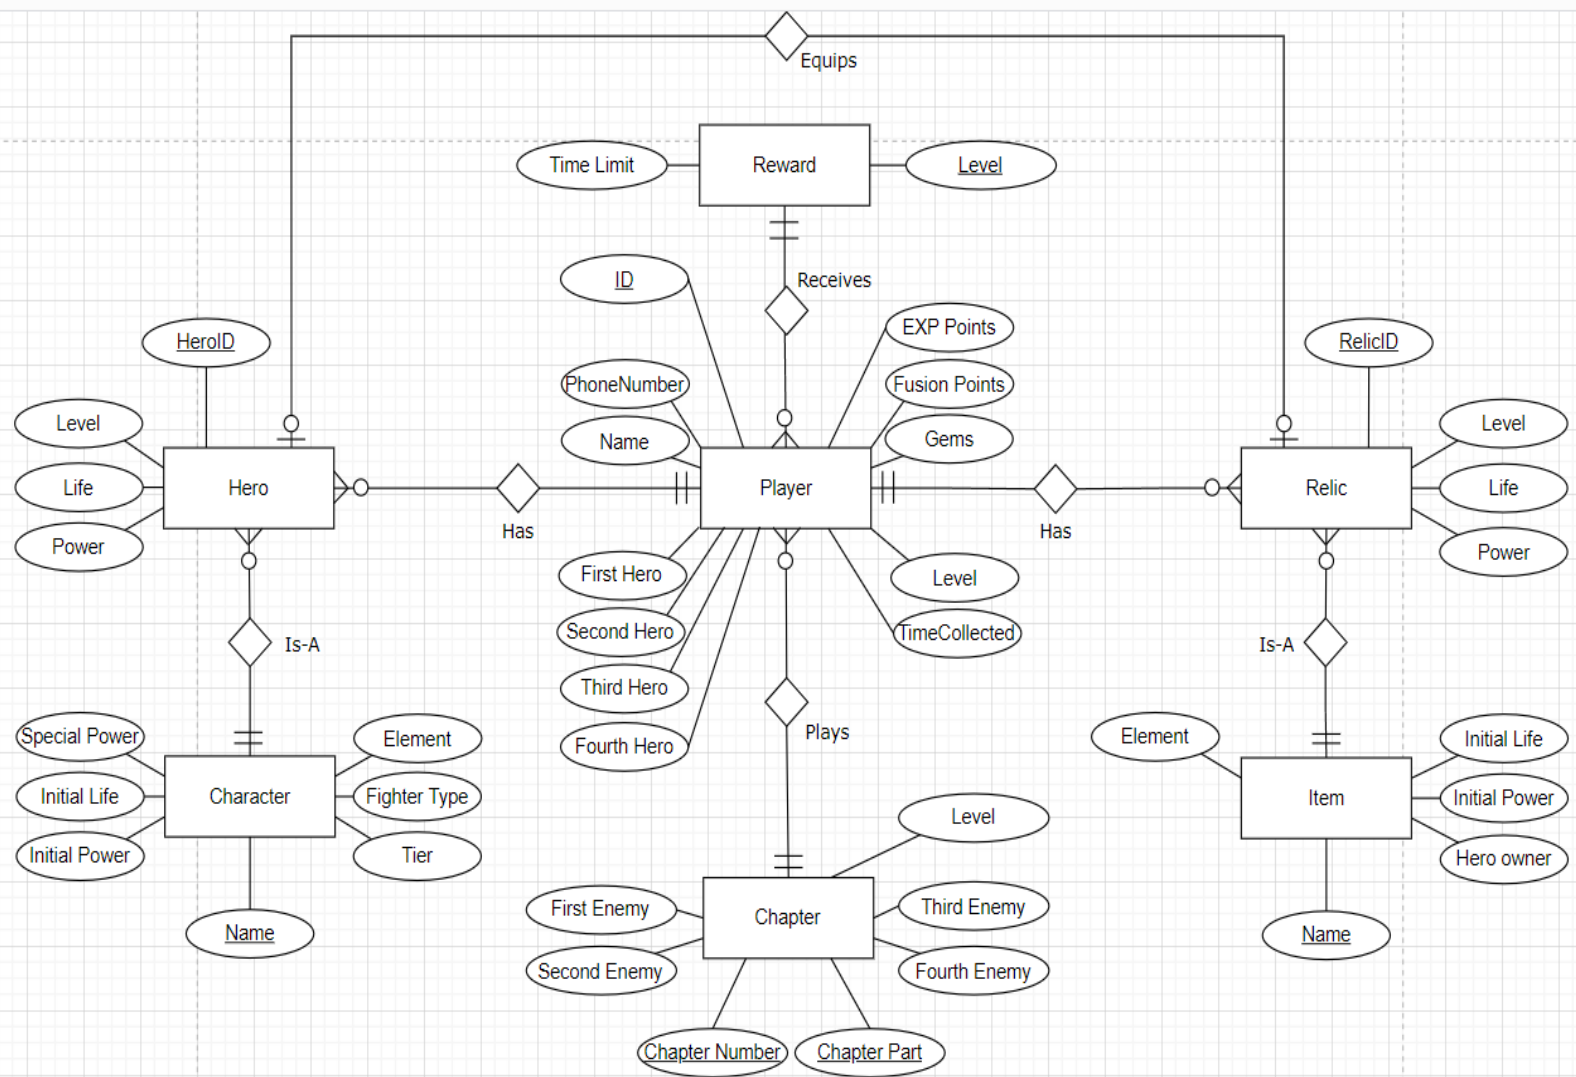 Equips
Time Limit
Reward
Level
ID
Receives
HeroID
EXP Points
RelicID
PhoneNumber
Fusion Points
Level
Name
Gems
Level
Life
Hero
Player
Relic
Life
Has
Has
Power
Power
First Hero
Level
Second Hero
TimeCollected
Is-A
Is-A
Third Hero
Plays
Special Power
Element
Fourth Hero
Element
Initial Life
Initial Life
Character
Fighter Type
Item
Initial Power
Level
Initial Power
Tier
Hero owner
First Enemy
Chapter
Third Enemy
Name
Name
Second Enemy
Fourth Enemy
Chapter Number
Chapter Part